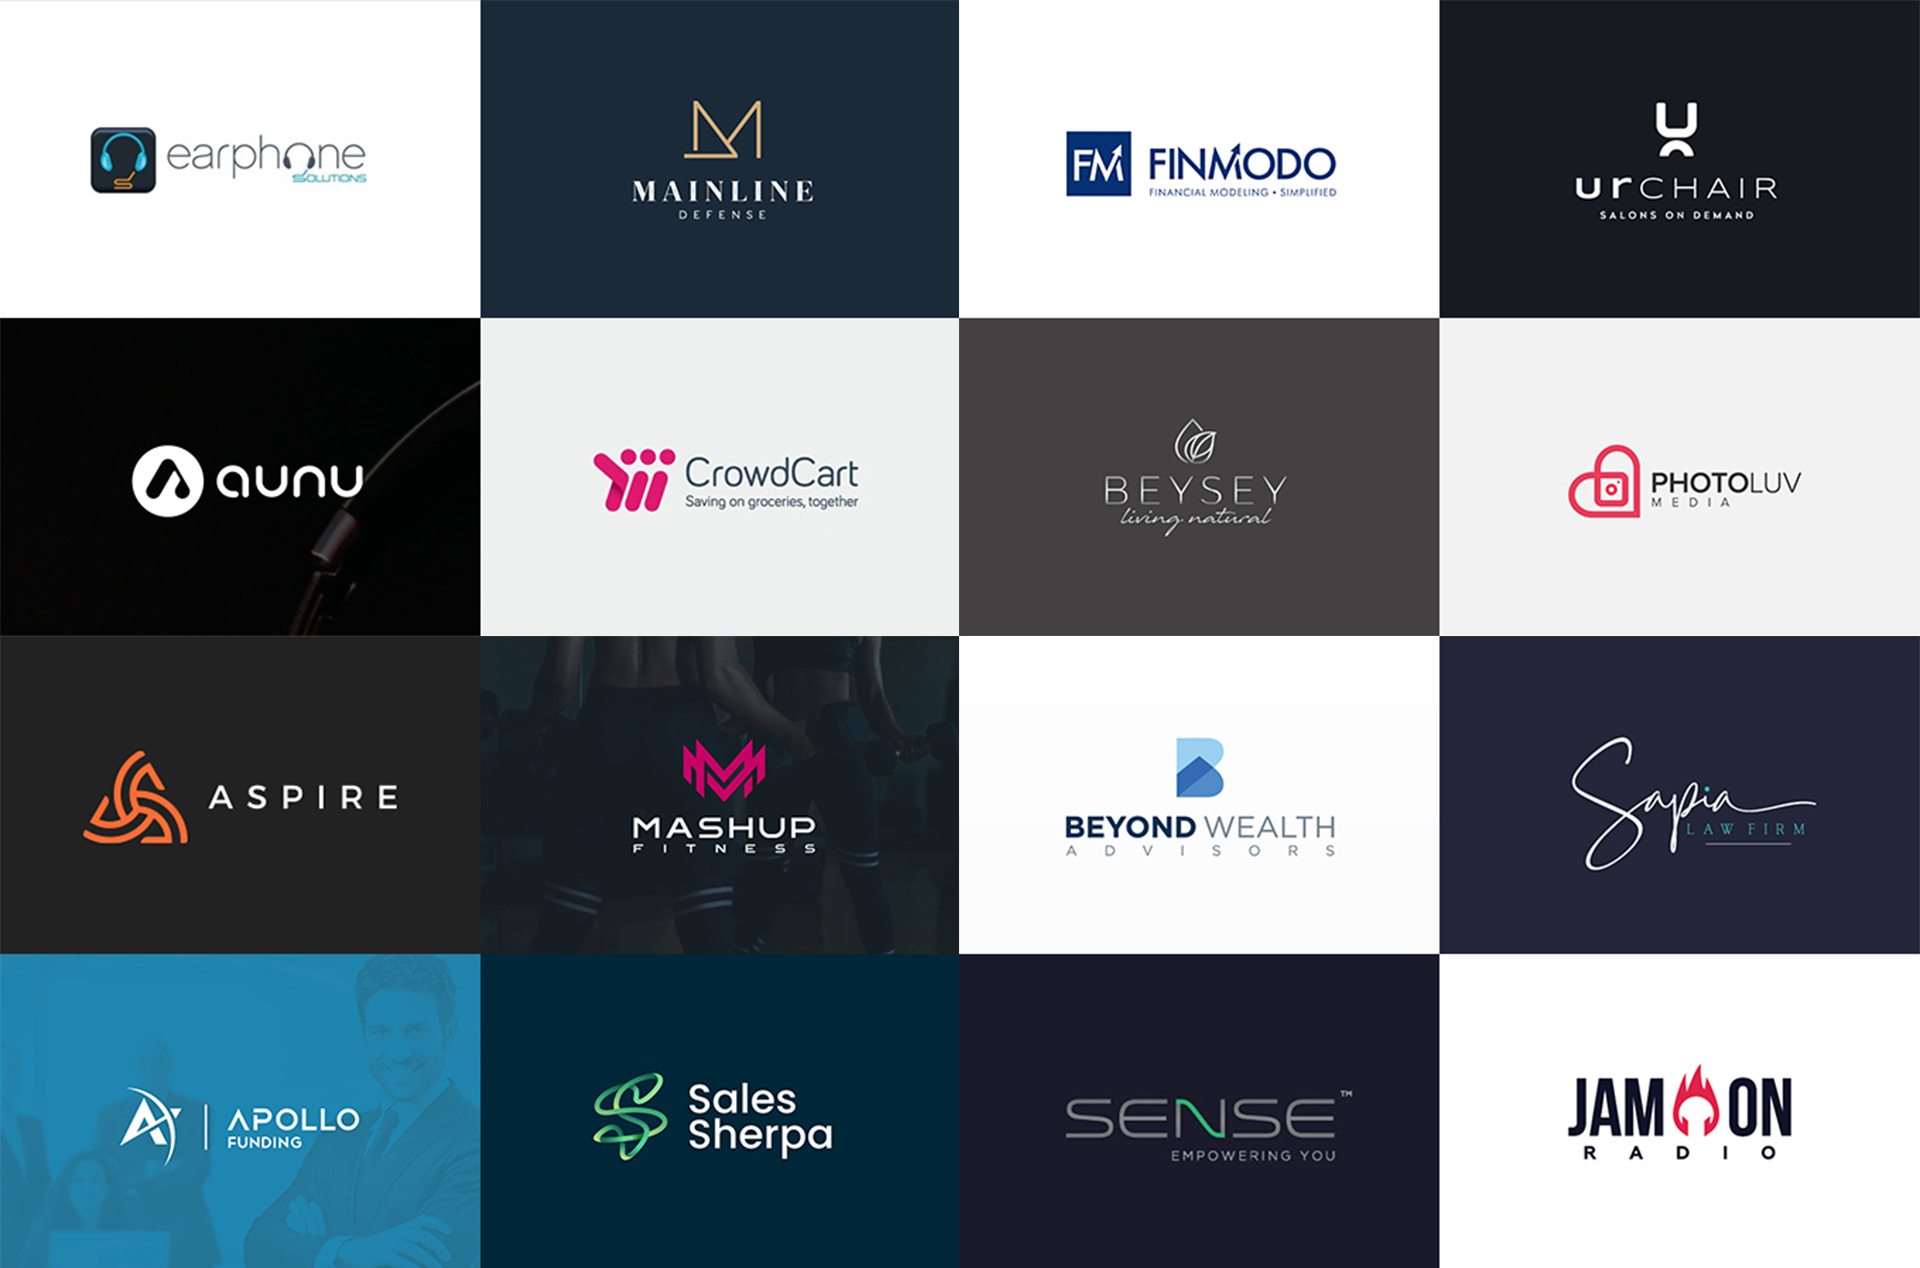 earphone
SOLUTIONS
MAINLINE
DEFENSE
FM FINMODO
FINANCIAL MODELING • SIMPLIFIED
urCHAIR
SALONS ON DEMAND
aunu
CrowdCart
Saving on groceries, together
BEYSEY
living natural
PHOTOLUV
MEDIA
ASPIRE
MASHUP
FITNESS
BEYOND WEALTH
ADVISORS
Sapia
LAW FIRM
APOLLO
FUNDING
Sales
Sherpa
SENSE™
EMPOWERING YOU
JAM ON
RADIO